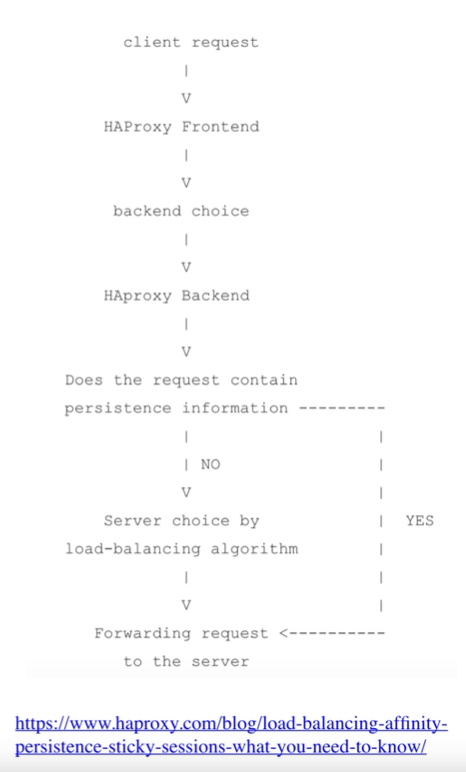 client request
|
V
HAProxy Frontend
|
V
backend choice
|
V
HAproxy Backend
|
V
Does the request contain
persistence information ---------
| |
| NO |
V |
Server choice by | YES
load-balancing algorithm |
| |
V |
Forwarding request <----------
to the server
https://www.haproxy.com/blog/load-balancing-affinity-
persistence-sticky-sessions-what-you-need-to-know/